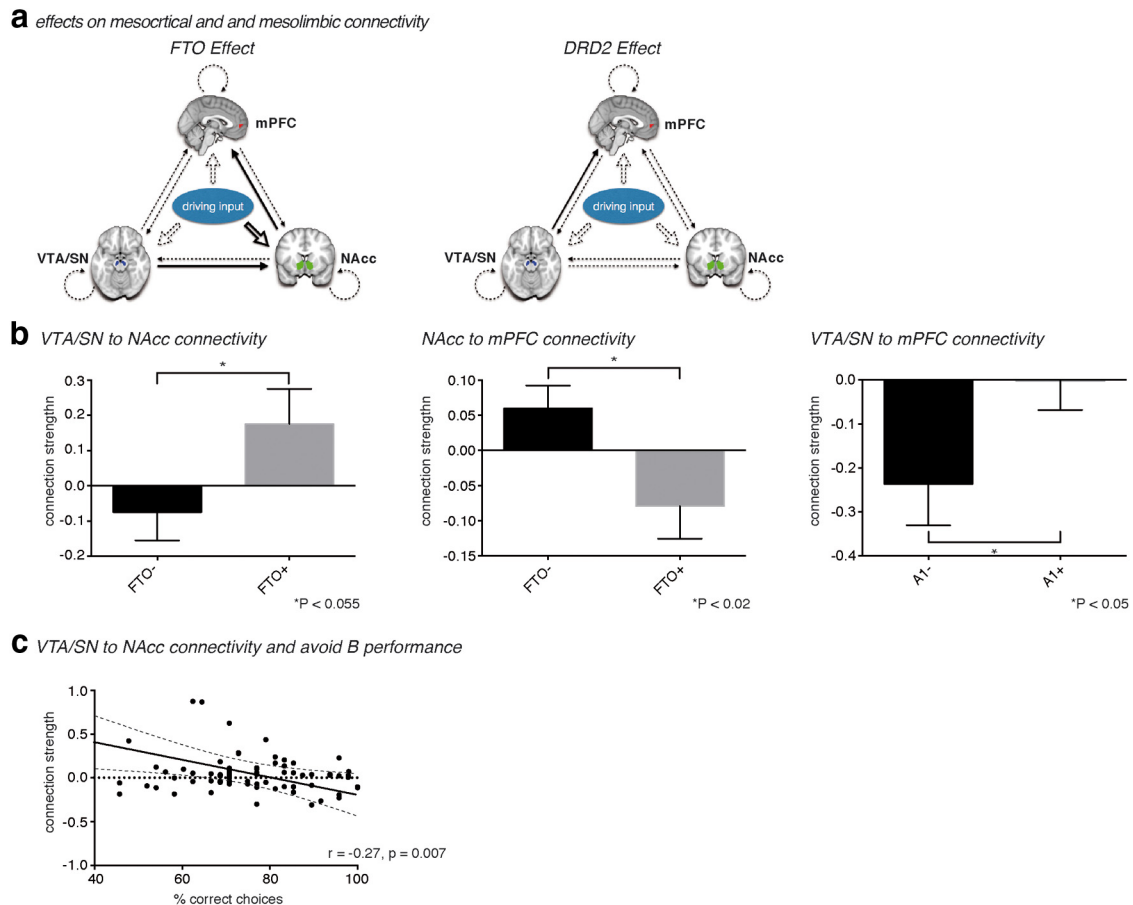 a effects on mesocrtical and and mesolimbic connectivity
FTO Effect
mPFC
driving input
VTA/SN
NAcc
DRD2 Effect
mPFC
driving input
VTA/SN
NAcc
b VTA/SN to NAcc connectivity
connection strengthn
0.3
0.2
0.1
0.0
-0.1
-0.2
*
FTO-
FTO+
*P < 0.055
NAcc to mPFC connectivity
connection strengthn
0.10
0.05
0.00
-0.05
-0.10
-0.15
*
FTO-
FTO+
*P < 0.02
VTA/SN to mPFC connectivity
connection strengthn
0.0
-0.1
-0.2
-0.3
-0.4
*
A1-
A1+
*P < 0.05
c VTA/SN to NAcc connectivity and avoid B performance
connection strength
1.0
0.5
0.0
-0.5
-1.0
r = -0.27, p = 0.007
40 60 80 100
% correct choices